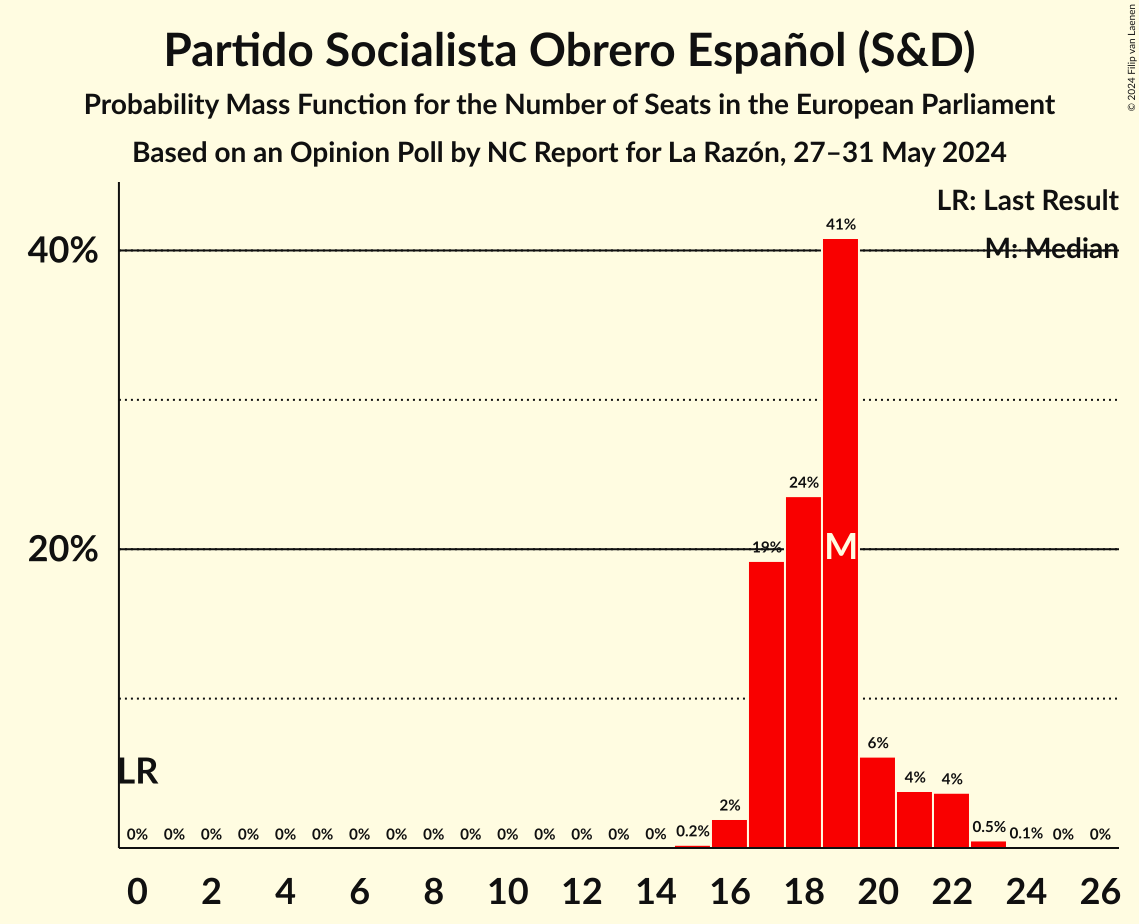 Partido Socialista Obrero Español (S&D)
Probability Mass Function for the Number of Seats in the European Parliament
Based on an Opinion Poll by NC Report for La Razón, 27–31 May 2024
© 2024 Filip van Laenen
LR: Last Result
M: Median
40%
20%
41%
24%
19%
M
6%
4%
4%
2%
LR
0% 0% 0% 0% 0% 0% 0% 0% 0% 0% 0% 0% 0% 0% 0% 0.2% 0.5% 0.1% 0% 0%
0 2 4 6 8 10 12 14 16 18 20 22 24 26